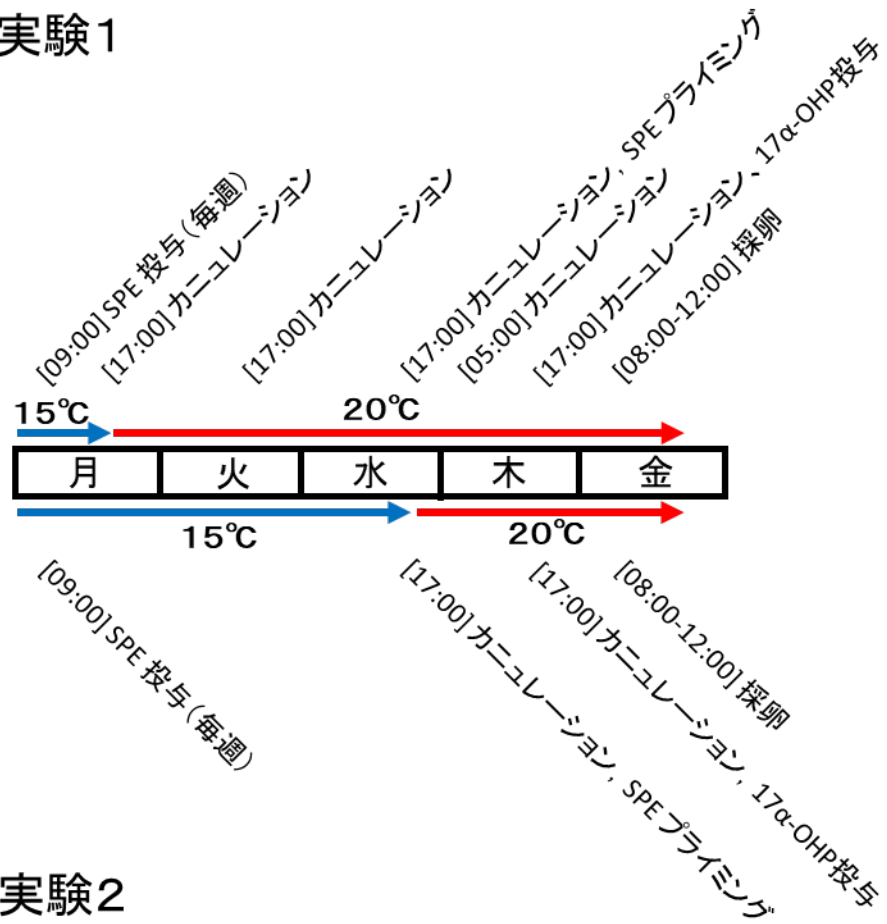 実験1
[09:00] SPE 投与(毎週)
[17:00] カニュレーション
[17:00] カニュレーション
[17:00] カニュレーション, SPE プライミング
[05:00] カニュレーション
[17:00] カニュレーション、17α-OHP投与
[08:00-12:00] 採卵
15℃
20℃
月
火
水
木
金
15℃
20℃
[09:00] SPE 投与(毎週)
[17:00] カニュレーション, SPE プライミング
[17:00] カニュレーション, 17α-OHP投与
[08:00-12:00] 採卵
実験2